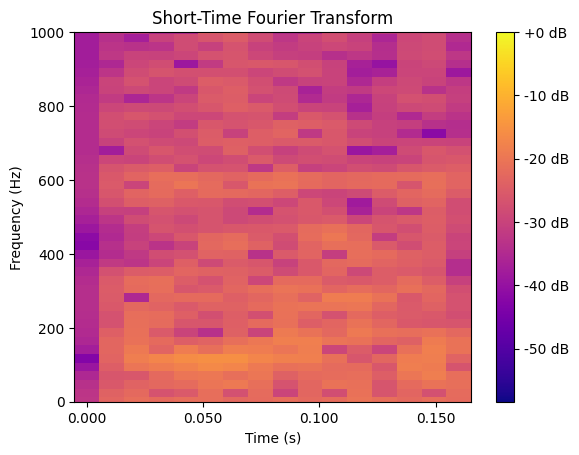 Short-Time Fourier Transform
1000
800
600
400
200
0
Frequency (Hz)
0.000
0.050
0.100
0.150
Time (s)
+0 dB
-10 dB
-20 dB
-30 dB
-40 dB
-50 dB